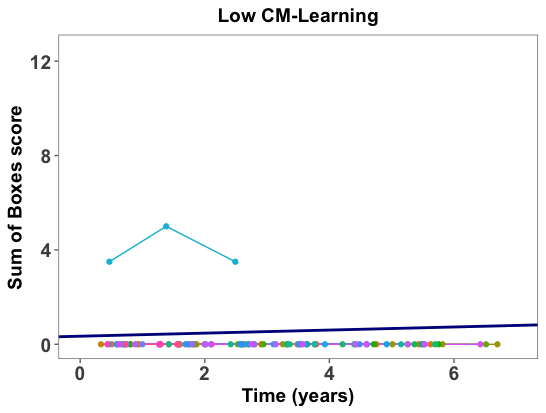 Low CM-Learning
Sum of Boxes score
12
8
4
0
0 2 4 6
Time (years)